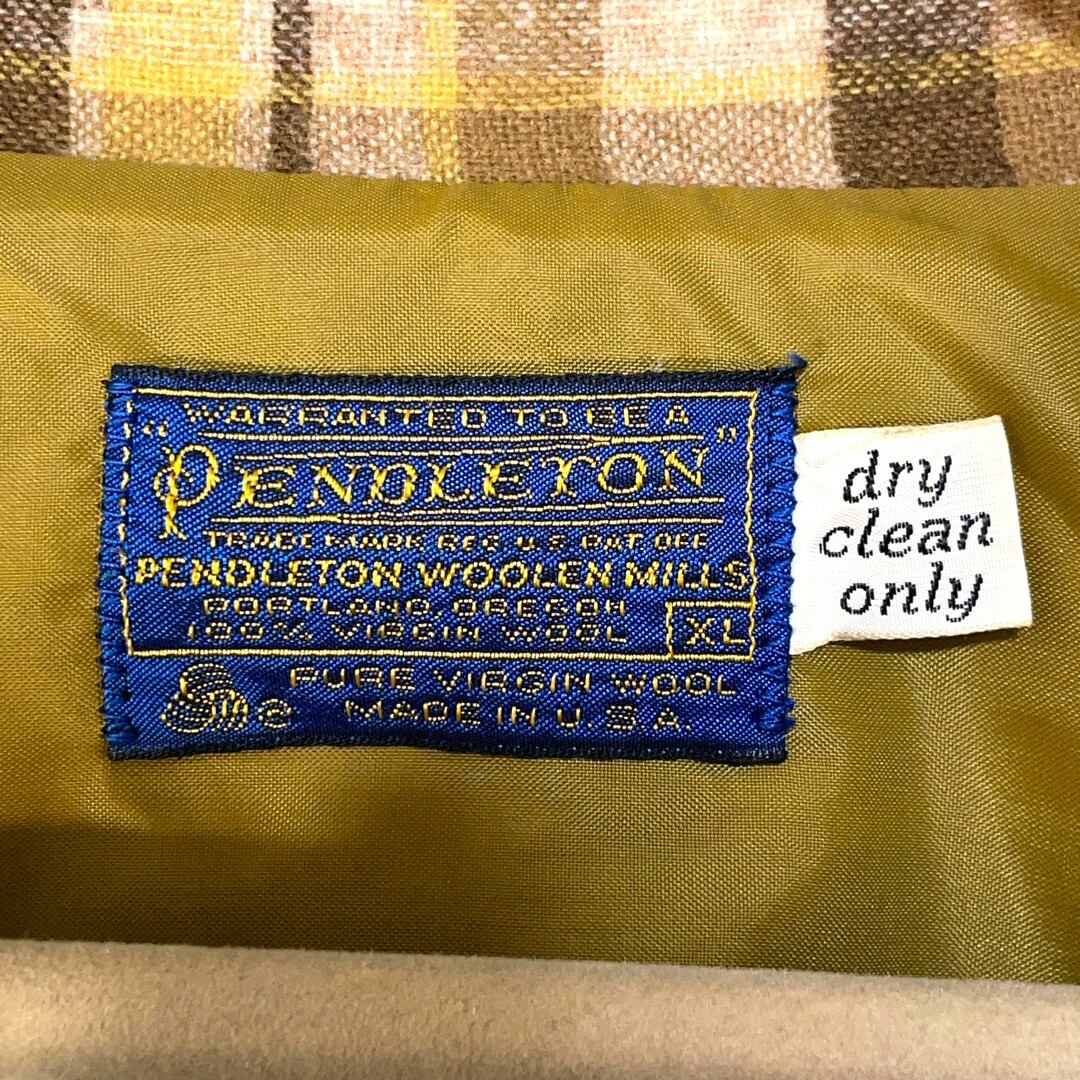 WARRANTED TO BE A
"PENDLETON"
TRADE MARK REG U.S. PAT. OFF.
PENDLETON WOOLEN MILLS
PORTLAND, OREGON
100% VIRGIN WOOL
XL
PURE VIRGIN WOOL
MADE IN U.S.A.
dry
clean
only